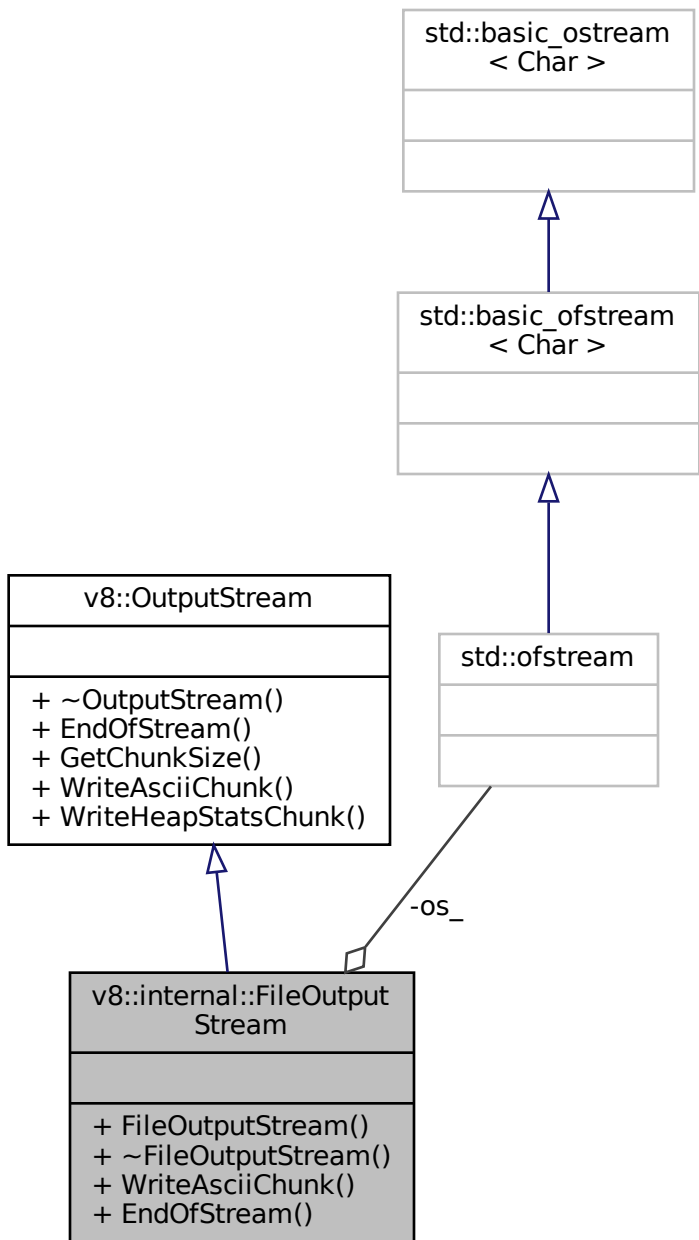 std::basic_ostream
< Char >
std::basic_ofstream
< Char >
v8::OutputStream
+ ~OutputStream()
+ EndOfStream()
+ GetChunkSize()
+ WriteAsciiChunk()
+ WriteHeapStatsChunk()
std::ofstream
-os_
v8::internal::FileOutput
Stream
+ FileOutputStream()
+ ~FileOutputStream()
+ WriteAsciiChunk()
+ EndOfStream()